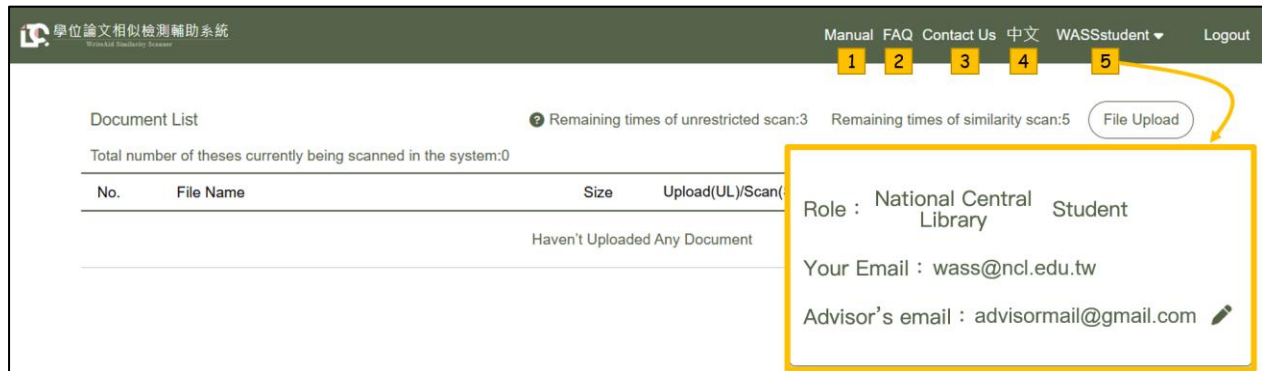 學位論文相似檢測輔助系統
WriteAid Similarity Scanner
Manual FAQ Contact Us 中文 WASSstudent Logout
1 2 3 4 5
Document List
Remaining times of unrestricted scan:3 Remaining times of similarity scan:5 File Upload
Total number of theses currently being scanned in the system:0
No. File Name Size Upload(UL)/Scan(
Haven't Uploaded Any Document
Role : National Central Library Student
Your Email : wass@ncl.edu.tw
Advisor's email : advisormail@gmail.com